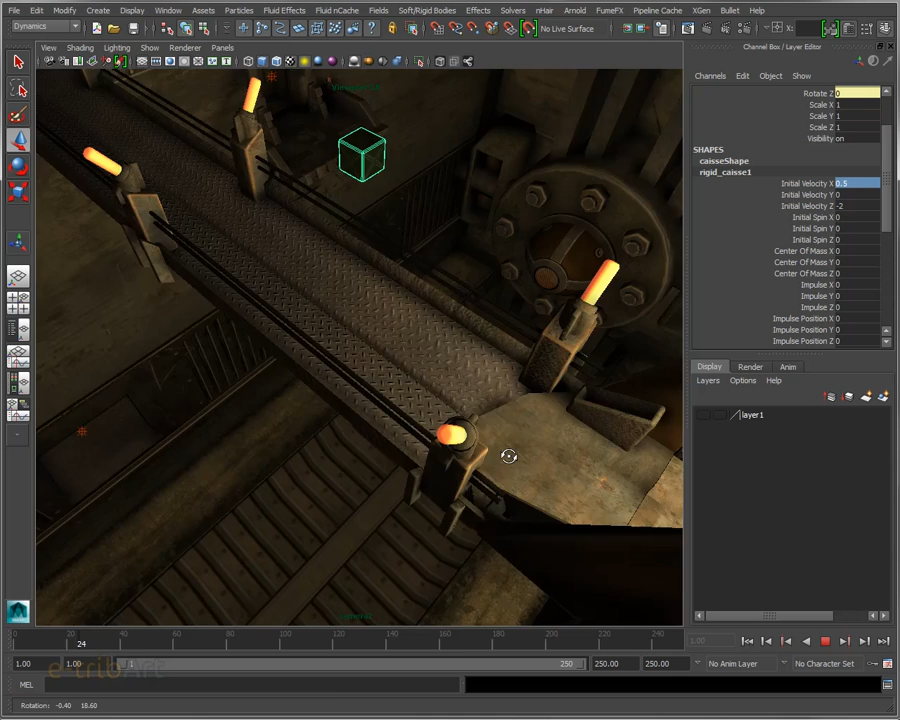 File Edit Modify Create Display Window Assets Particles Fluid Effects Fluid nCache Fields Soft/Rigid Bodies Effects Solvers nHair Arnold FumeFX Pipeline Cache XGen Bullet Help
Dynamics No Live Surface X:
View Shading Lighting Show Renderer Panels
Channel Box / Layer Editor
Channels Edit Object Show
Rotate Z 0
Scale X 1
Scale Y 1
Scale Z 1
Visibility on
SHAPES
caisseShape
rigid_caisse1
Initial Velocity X 0.5
Initial Velocity Y 0
Initial Velocity Z -2
Initial Spin X 0
Initial Spin Y 0
Initial Spin Z 0
Center Of Mass X 0
Center Of Mass Y 0
Center Of Mass Z 0
Impulse X 0
Impulse Y 0
Impulse Z 0
Impulse Position X 0
Impulse Position Y 0
Impulse Position Z 0
Display Render Anim
Layers Options Help
layer1
0 20 40 60 80 100 120 140 160 180 200 220 240
24
1.00
1.00 1.00 1 250 250.00 250.00 No Anim Layer No Character Set
e-tribArt
MEL
Rotation: -0.40 18.60